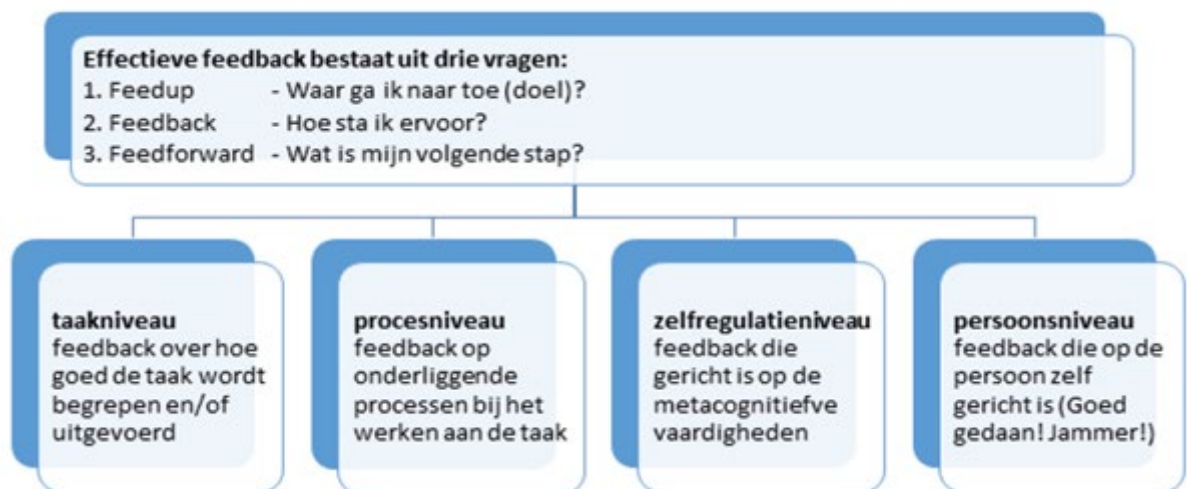 Effectieve feedback bestaat uit drie vragen:
1. Feedup - Waar ga ik naar toe (doel)?
2. Feedback - Hoe sta ik ervoor?
3. Feedforward - Wat is mijn volgende stap?
taakniveau
feedback over hoe
goed de taak wordt
begrepen en/of
uitgevoerd
procesniveau
feedback op
onderliggende
processen bij het
werken aan de taak
zelfregulatieniveau
feedback die
gericht is op de
metacognitiefve
vaardigheden
persoonsniveau
feedback die op de
persoon zelf
gericht is (Goed
gedaan! Jammer!)